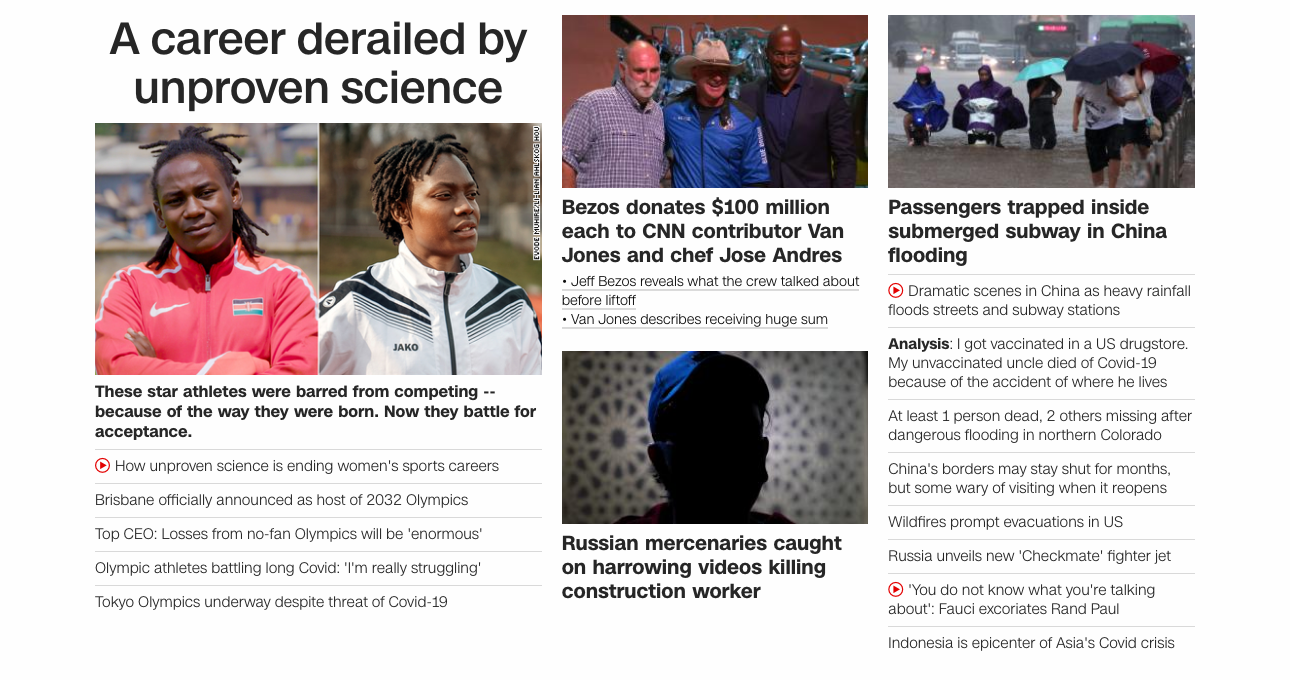 A career derailed by
unproven science
EVODE MUHIRE/LILIAN AHLSKOG HOU
JAKO
These star athletes were barred from competing --
because of the way they were born. Now they battle for
acceptance.
How unproven science is ending women's sports careers
Brisbane officially announced as host of 2032 Olympics
Top CEO: Losses from no-fan Olympics will be 'enormous'
Olympic athletes battling long Covid: 'I'm really struggling'
Tokyo Olympics underway despite threat of Covid-19
BLUE ORIGIN
Bezos donates $100 million
each to CNN contributor Van
Jones and chef Jose Andres
• Jeff Bezos reveals what the crew talked about
before liftoff
• Van Jones describes receiving huge sum
Russian mercenaries caught
on harrowing videos killing
construction worker
Passengers trapped inside
submerged subway in China
flooding
Dramatic scenes in China as heavy rainfall
floods streets and subway stations
Analysis: I got vaccinated in a US drugstore.
My unvaccinated uncle died of Covid-19
because of the accident of where he lives
At least 1 person dead, 2 others missing after
dangerous flooding in northern Colorado
China's borders may stay shut for months,
but some wary of visiting when it reopens
Wildfires prompt evacuations in US
Russia unveils new 'Checkmate' fighter jet
'You do not know what you're talking
about': Fauci excoriates Rand Paul
Indonesia is epicenter of Asia's Covid crisis